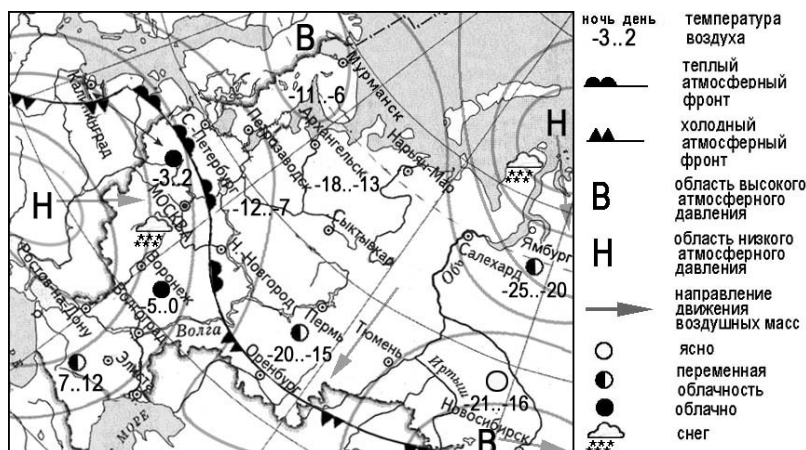 В
Мурманск
-11..-6
Калининград
С.-Петербург
Петрозаводск
Архангельск
Нарьян-Мар
Н
-3..2
-18..-13
Н
МОСКВА
-12..-7
Сыктывкар
Обь
Салехард
Ямбург
-25..-20
Ростов-на-Дону
Воронеж
Н. Новгород
5..0
Волгоград
Волга
Пермь
-20..-15
Тюмень
7..12
Элиста
Оренбург
Иртыш
-21..-16
Новосибирск
МОРЕ
В
ночь день
-3..2
температура
воздуха
теплый
атмосферный
фронт
холодный
атмосферный
фронт
В
область высокого
атмосферного
давления
Н
область низкого
атмосферного
давления
направление
движения
воздушных масс
ясно
переменная
облачность
облачно
снег